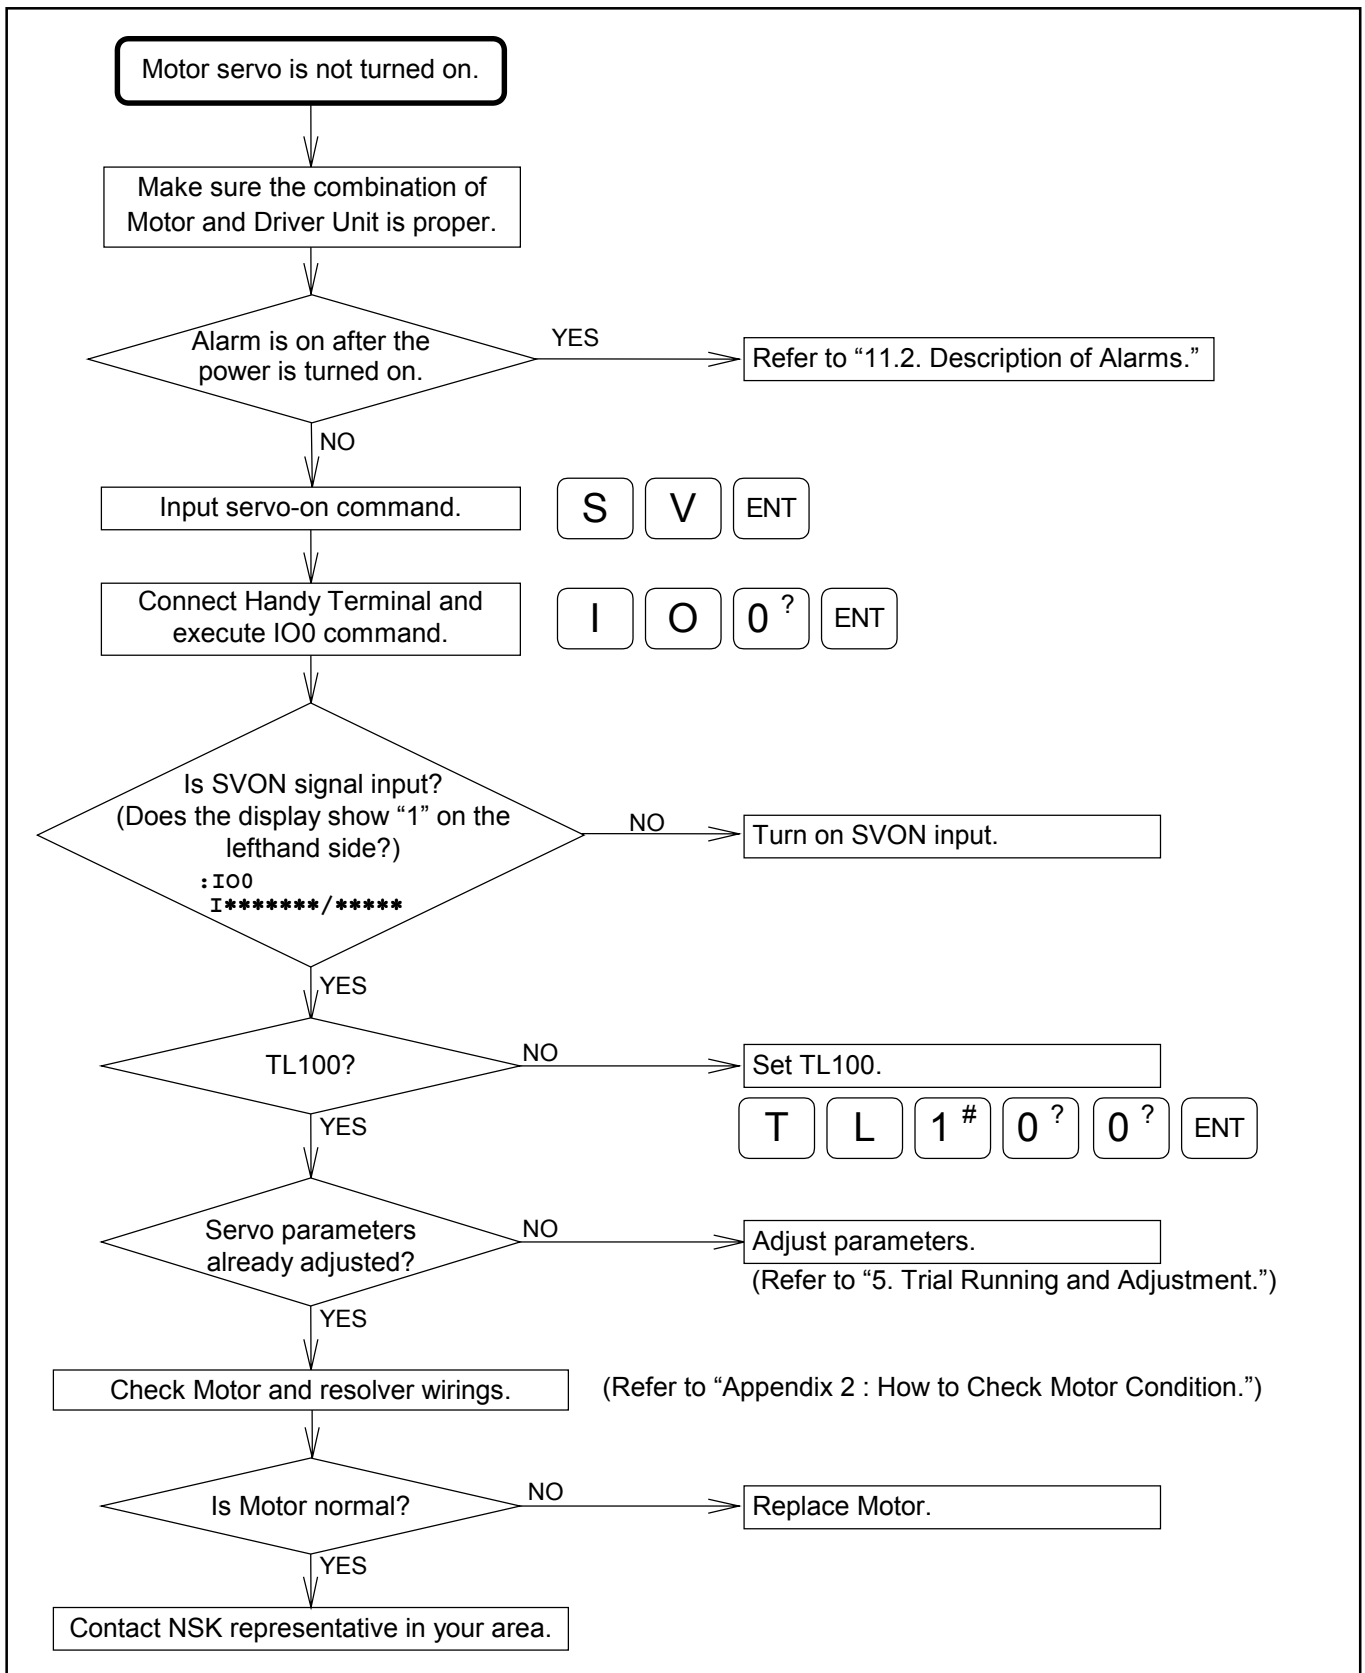 Motor servo is not turned on.
Make sure the combination of
Motor and Driver Unit is proper.
Alarm is on after the
power is turned on.
YES
Refer to “11.2. Description of Alarms.”
NO
Input servo-on command.
S V ENT
Connect Handy Terminal and
execute IO0 command.
I O 0 ? ENT
Is SVON signal input?
(Does the display show “1” on the
lefthand side?)
:IO0
I*******/*****
NO
Turn on SVON input.
YES
TL100?
NO
Set TL100.
T L 1 # 0 ? 0 ? ENT
YES
Servo parameters
already adjusted?
NO
Adjust parameters.
(Refer to “5. Trial Running and Adjustment.”)
YES
Check Motor and resolver wirings.
(Refer to “Appendix 2 : How to Check Motor Condition.”)
Is Motor normal?
NO
Replace Motor.
YES
Contact NSK representative in your area.